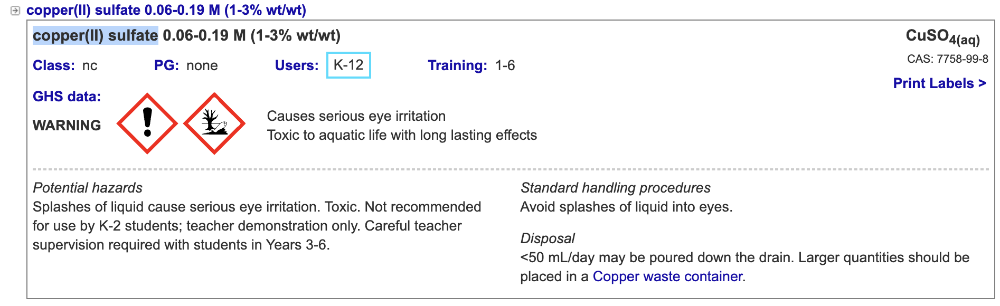 copper(II) sulfate 0.06-0.19 M (1-3% wt/wt)
copper(II) sulfate 0.06-0.19 M (1-3% wt/wt)
CuSO4(aq)
CAS: 7758-99-8
Class: nc PG: none Users: K-12 Training: 1-6
Print Labels >
GHS data:
WARNING
Causes serious eye irritation
Toxic to aquatic life with long lasting effects
Potential hazards
Splashes of liquid cause serious eye irritation. Toxic. Not recommended
for use by K-2 students; teacher demonstration only. Careful teacher
supervision required with students in Years 3-6.
Standard handling procedures
Avoid splashes of liquid into eyes.
Disposal
<50 mL/day may be poured down the drain. Larger quantities should be
placed in a Copper waste container.